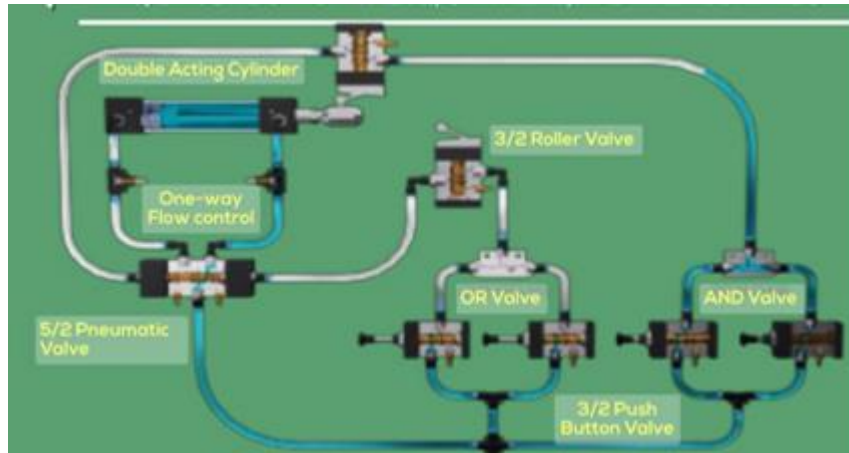 Double Acting Cylinder
3/2 Roller Valve
One-way
Flow control
OR Valve
AND Valve
5/2 Pneumatic
Valve
3/2 Push
Button Valve